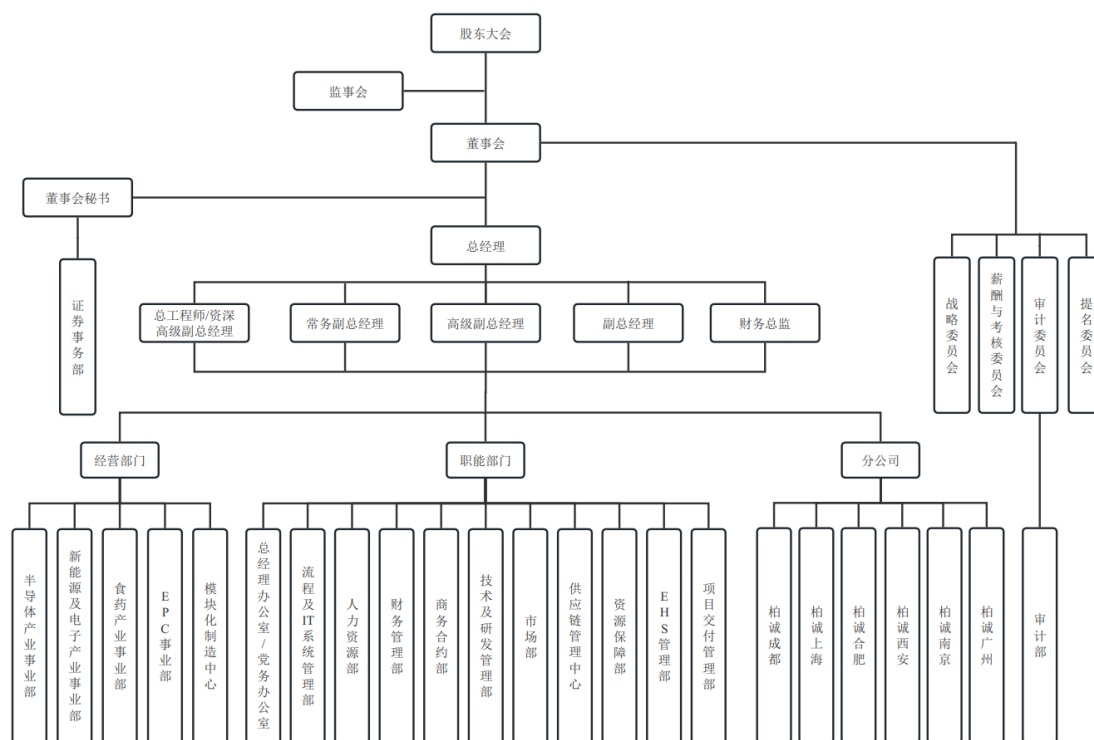 股东大会
监事会
董事会
董事会秘书
总经理
证券事务部
战略委员会
薪酬与考核委员会
审计委员会
提名委员会
总工程师/资深
高级副总经理
常务副总经理
高级副总经理
副总经理
财务总监
经营部门
职能部门
分公司
半导体产业事业部
新能源及电子产业事业部
食药产业事业部
EPC事业部
模块化制造中心
总经理办公室/党务办公室
流程及IT系统管理部
人力资源部
财务管理部
商务合约部
技术及研发管理部
市场部
供应链管理中心
资源保障部
EHS管理部
项目交付管理部
柏诚成都
柏诚上海
柏诚合肥
柏诚西安
柏诚南京
柏诚广州
审计部